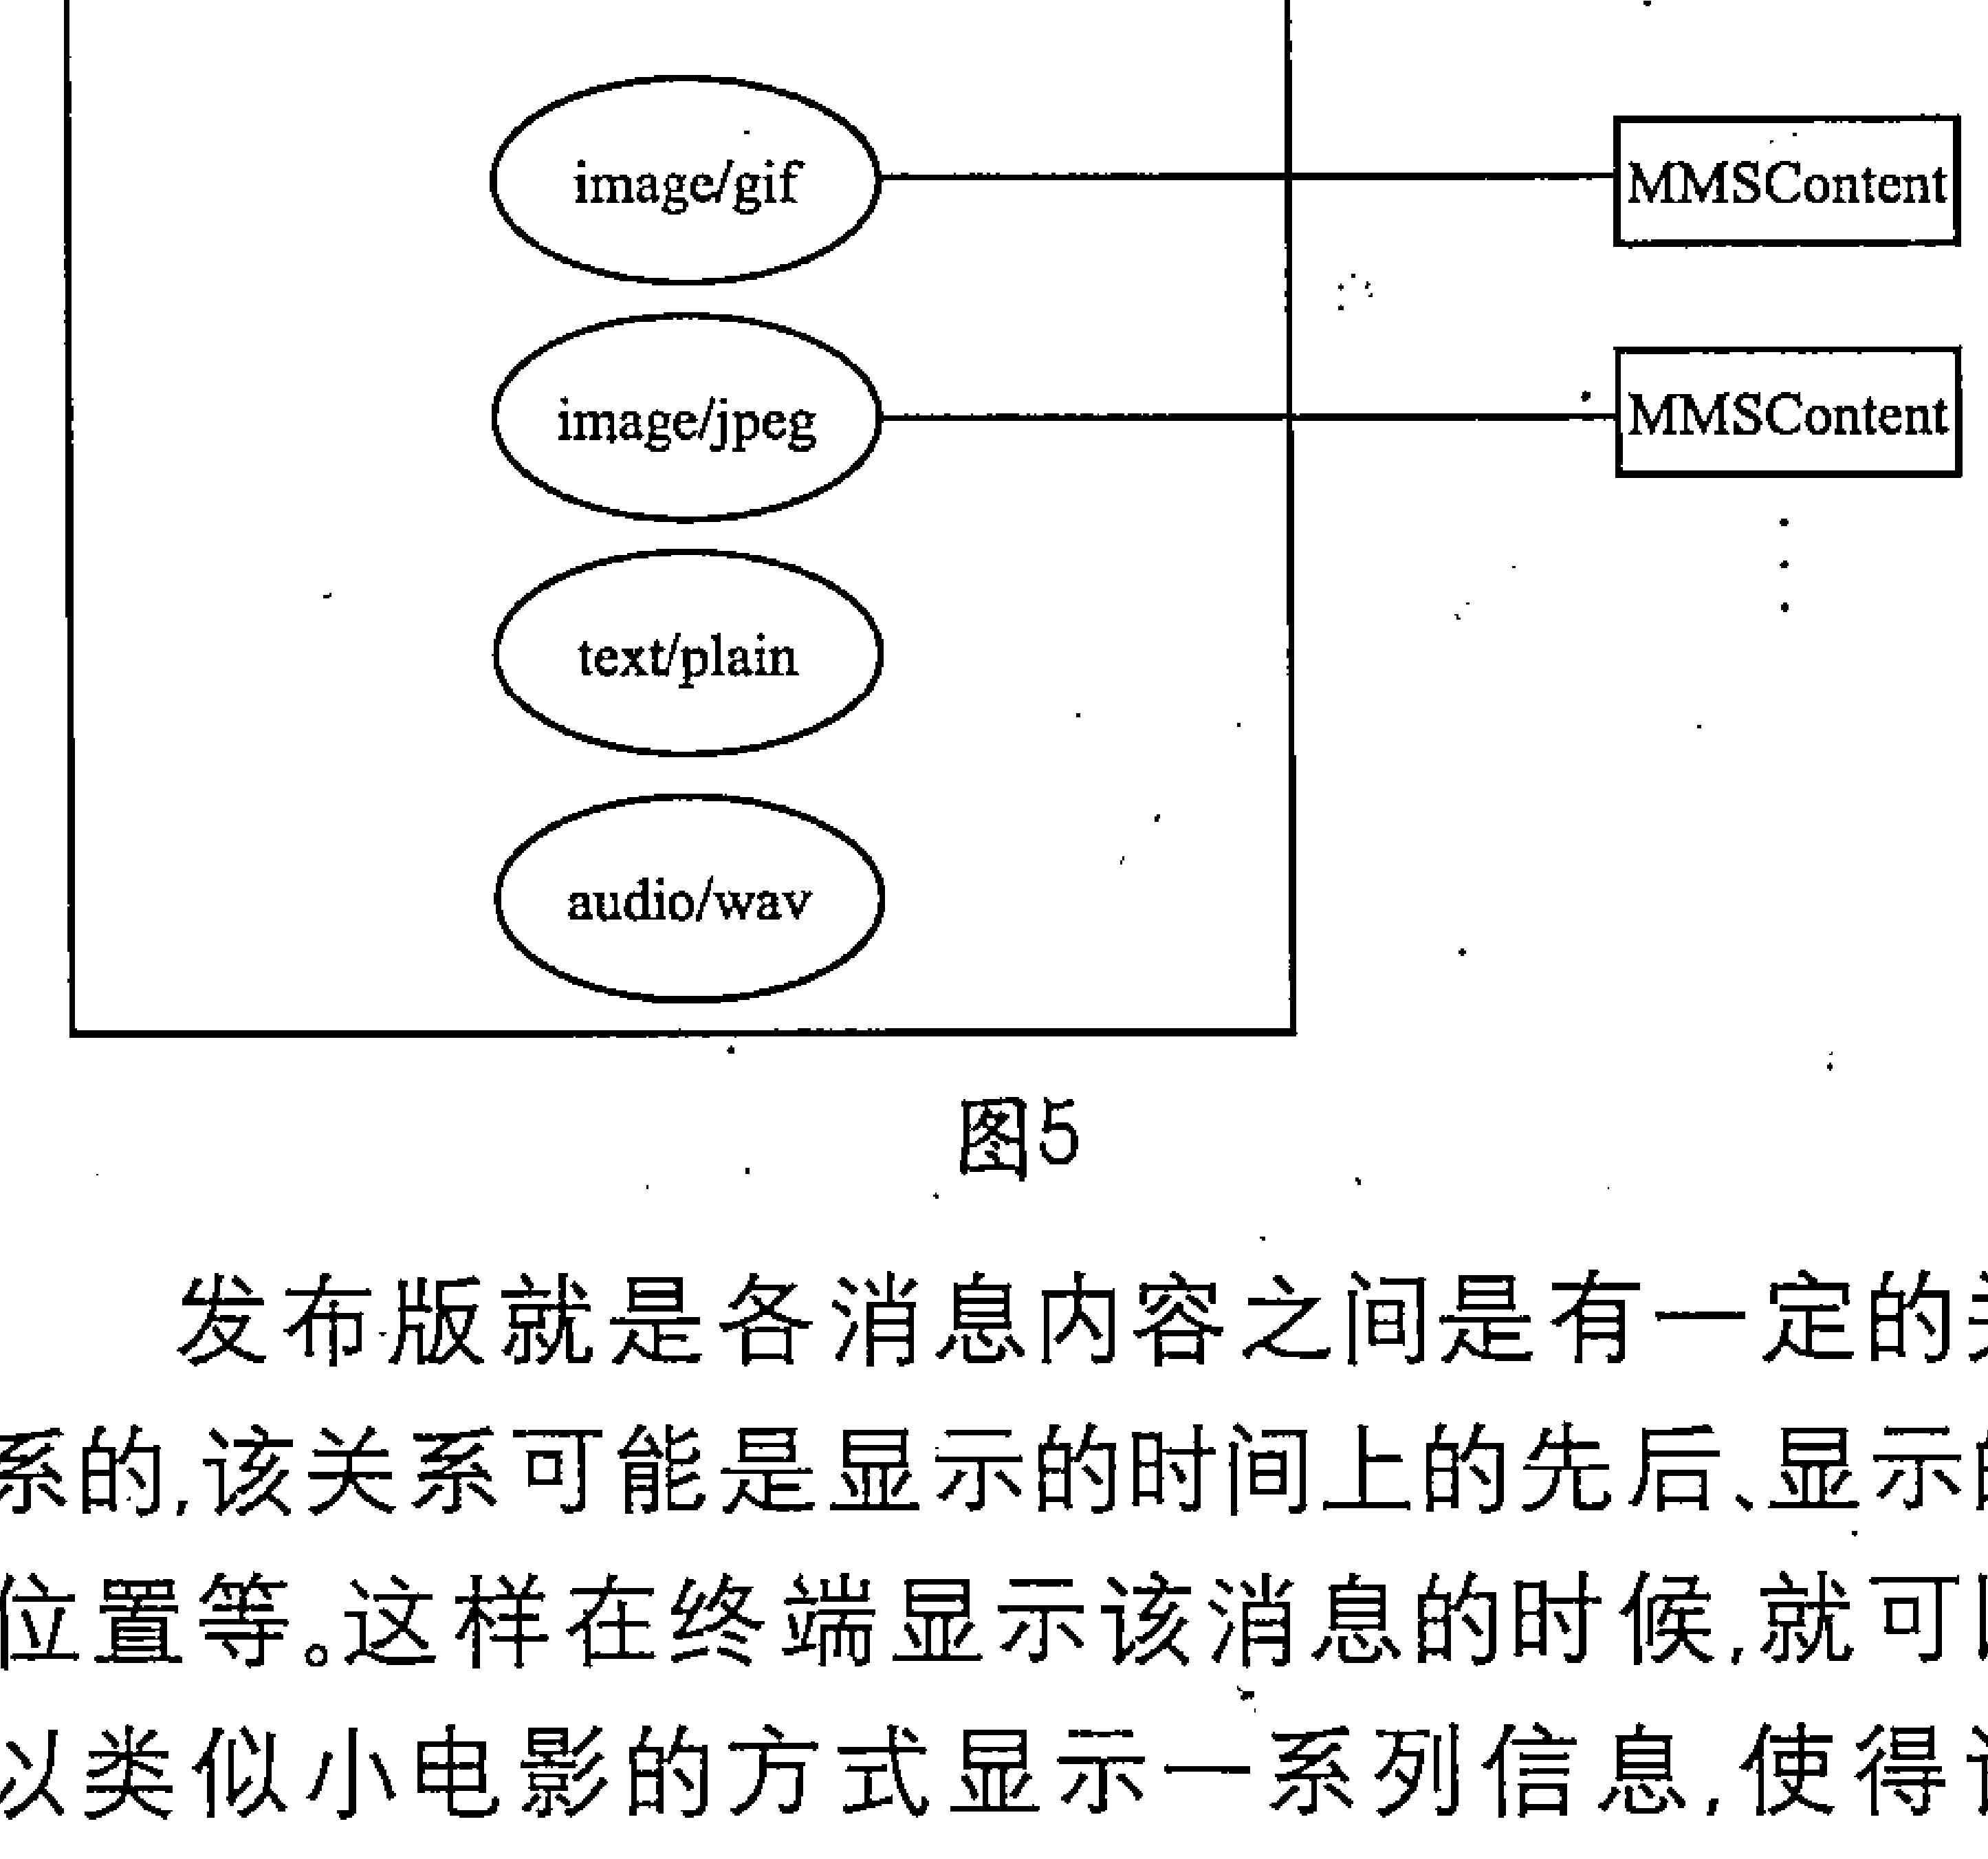 image/gif MMSContent
image/jpeg MMSContent
text/plain
audio/wav
图5
发布版就是各消息内容之间是有一定的
系的,该关系可能是显示的时间上的先后、显示的
位置等。这样在终端显示该消息的时候,就可
以类似小电影的方式显示一系列信息,使得